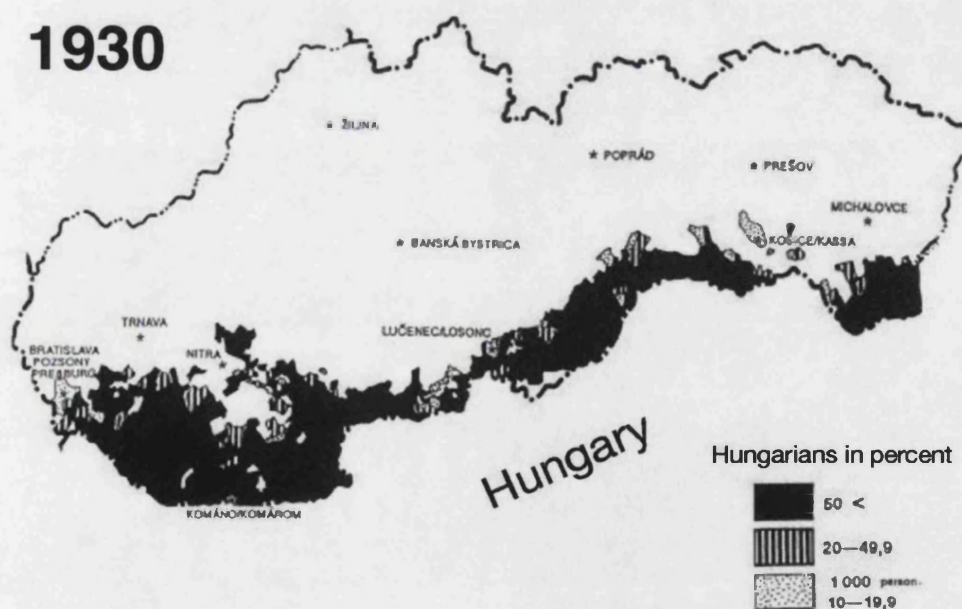 1930
★ ŽILINA
★ POPRÁD
★ PREŠOV
MICHALOVCE
★
KOŠICE/KASSA
★ BANSKÁ BYSTRICA
TRNAVA
★
LUČENEC/LOSONC
BRATISLAVA
POZSONY
PRESSBURG
NITRA
Hungary
KOMÁNO/KOMÁROM
Hungarians in percent
50 <
20—49,9
1 000 person.
10—19,9